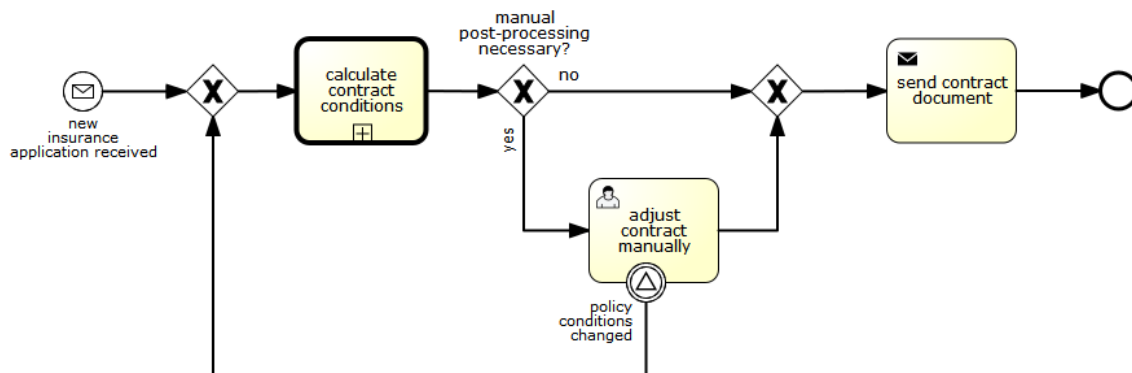 new
insurance
application received
calculate
contract
conditions
manual
post-processing
necessary?
no
yes
adjust
contract
manually
policy
conditions
changed
send contract
document